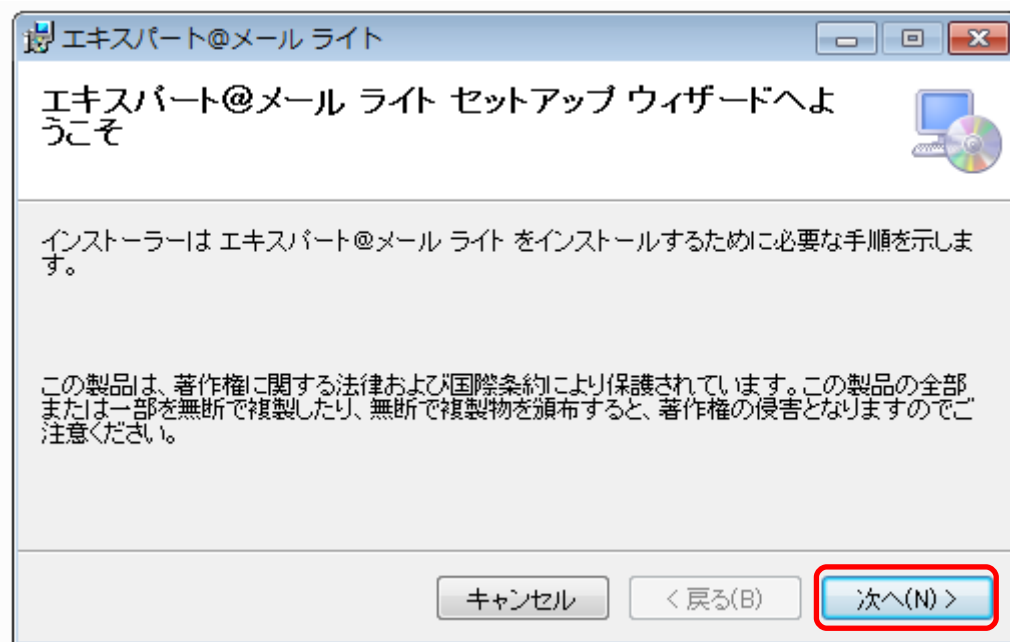 エキスパート@メール ライト
エキスパート@メール ライト セットアップ ウィザードへよ
うこそ
インストーラーは エキスパート@メール ライト をインストールするために必要な手順を示しま
す。
この製品は、著作権に関する法律および国際条約により保護されています。この製品の全部
または一部を無断で複製したり、無断で複製物を頒布すると、著作権の侵害となりますのでご
注意ください。
キャンセル
< 戻る(B)
次へ(N) >